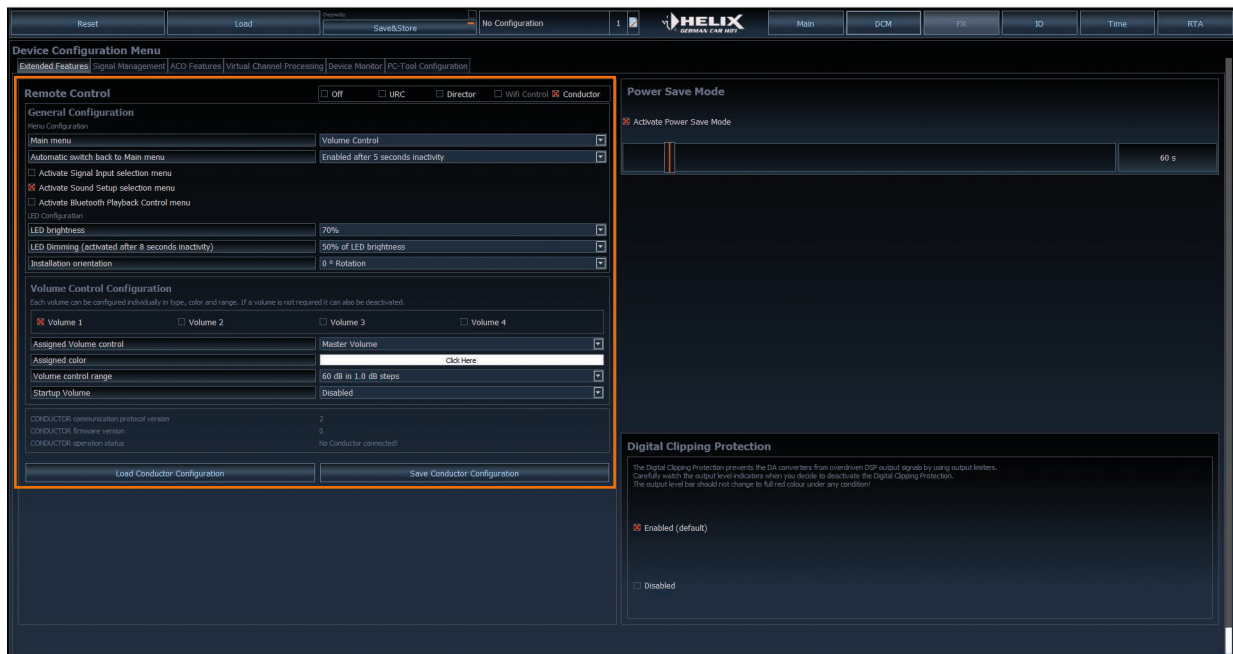 Reset
Load
Overwrite
Save&Store
No Configuration
1
HELIX
GERMAN CAR HIFI
Main
DCM
FX
IO
Time
RTA
Device Configuration Menu
Extended Features
Signal Management
ACO Features
Virtual Channel Processing
Device Monitor
PC-Tool Configuration
Remote Control
Off
URC
Director
Wifi Control
Conductor
General Configuration
Menu Configuration
Main menu
Volume Control
Automatic switch back to Main menu
Enabled after 5 seconds inactivity
Activate Signal Input selection menu
Activate Sound Setup selection menu
Activate Bluetooth Playback Control menu
LED Configuration
LED brightness
70%
LED Dimming (activated after 8 seconds inactivity)
50% of LED brightness
Installation orientation
0 ° Rotation
Volume Control Configuration
Each volume can be configured individually in type, color and range. If a volume is not required it can also be deactivated.
Volume 1
Volume 2
Volume 3
Volume 4
Assigned Volume control
Master Volume
Assigned color
Click Here
Volume control range
60 dB in 1.0 dB steps
Startup Volume
Disabled
CONDUCTOR communication protocol version
2
CONDUCTOR firmware version
0
CONDUCTOR operation status
No Conductor connected!
Load Conductor Configuration
Save Conductor Configuration
Power Save Mode
Activate Power Save Mode
60 s
Digital Clipping Protection
The Digital Clipping Protection prevents the DA converters from overdriven DSP output signals by using output limiters.
Carefully watch the output level indicators when you decide to deactivate the Digital Clipping Protection.
The output level bar should not change to full red colour under any condition!
Enabled (default)
Disabled